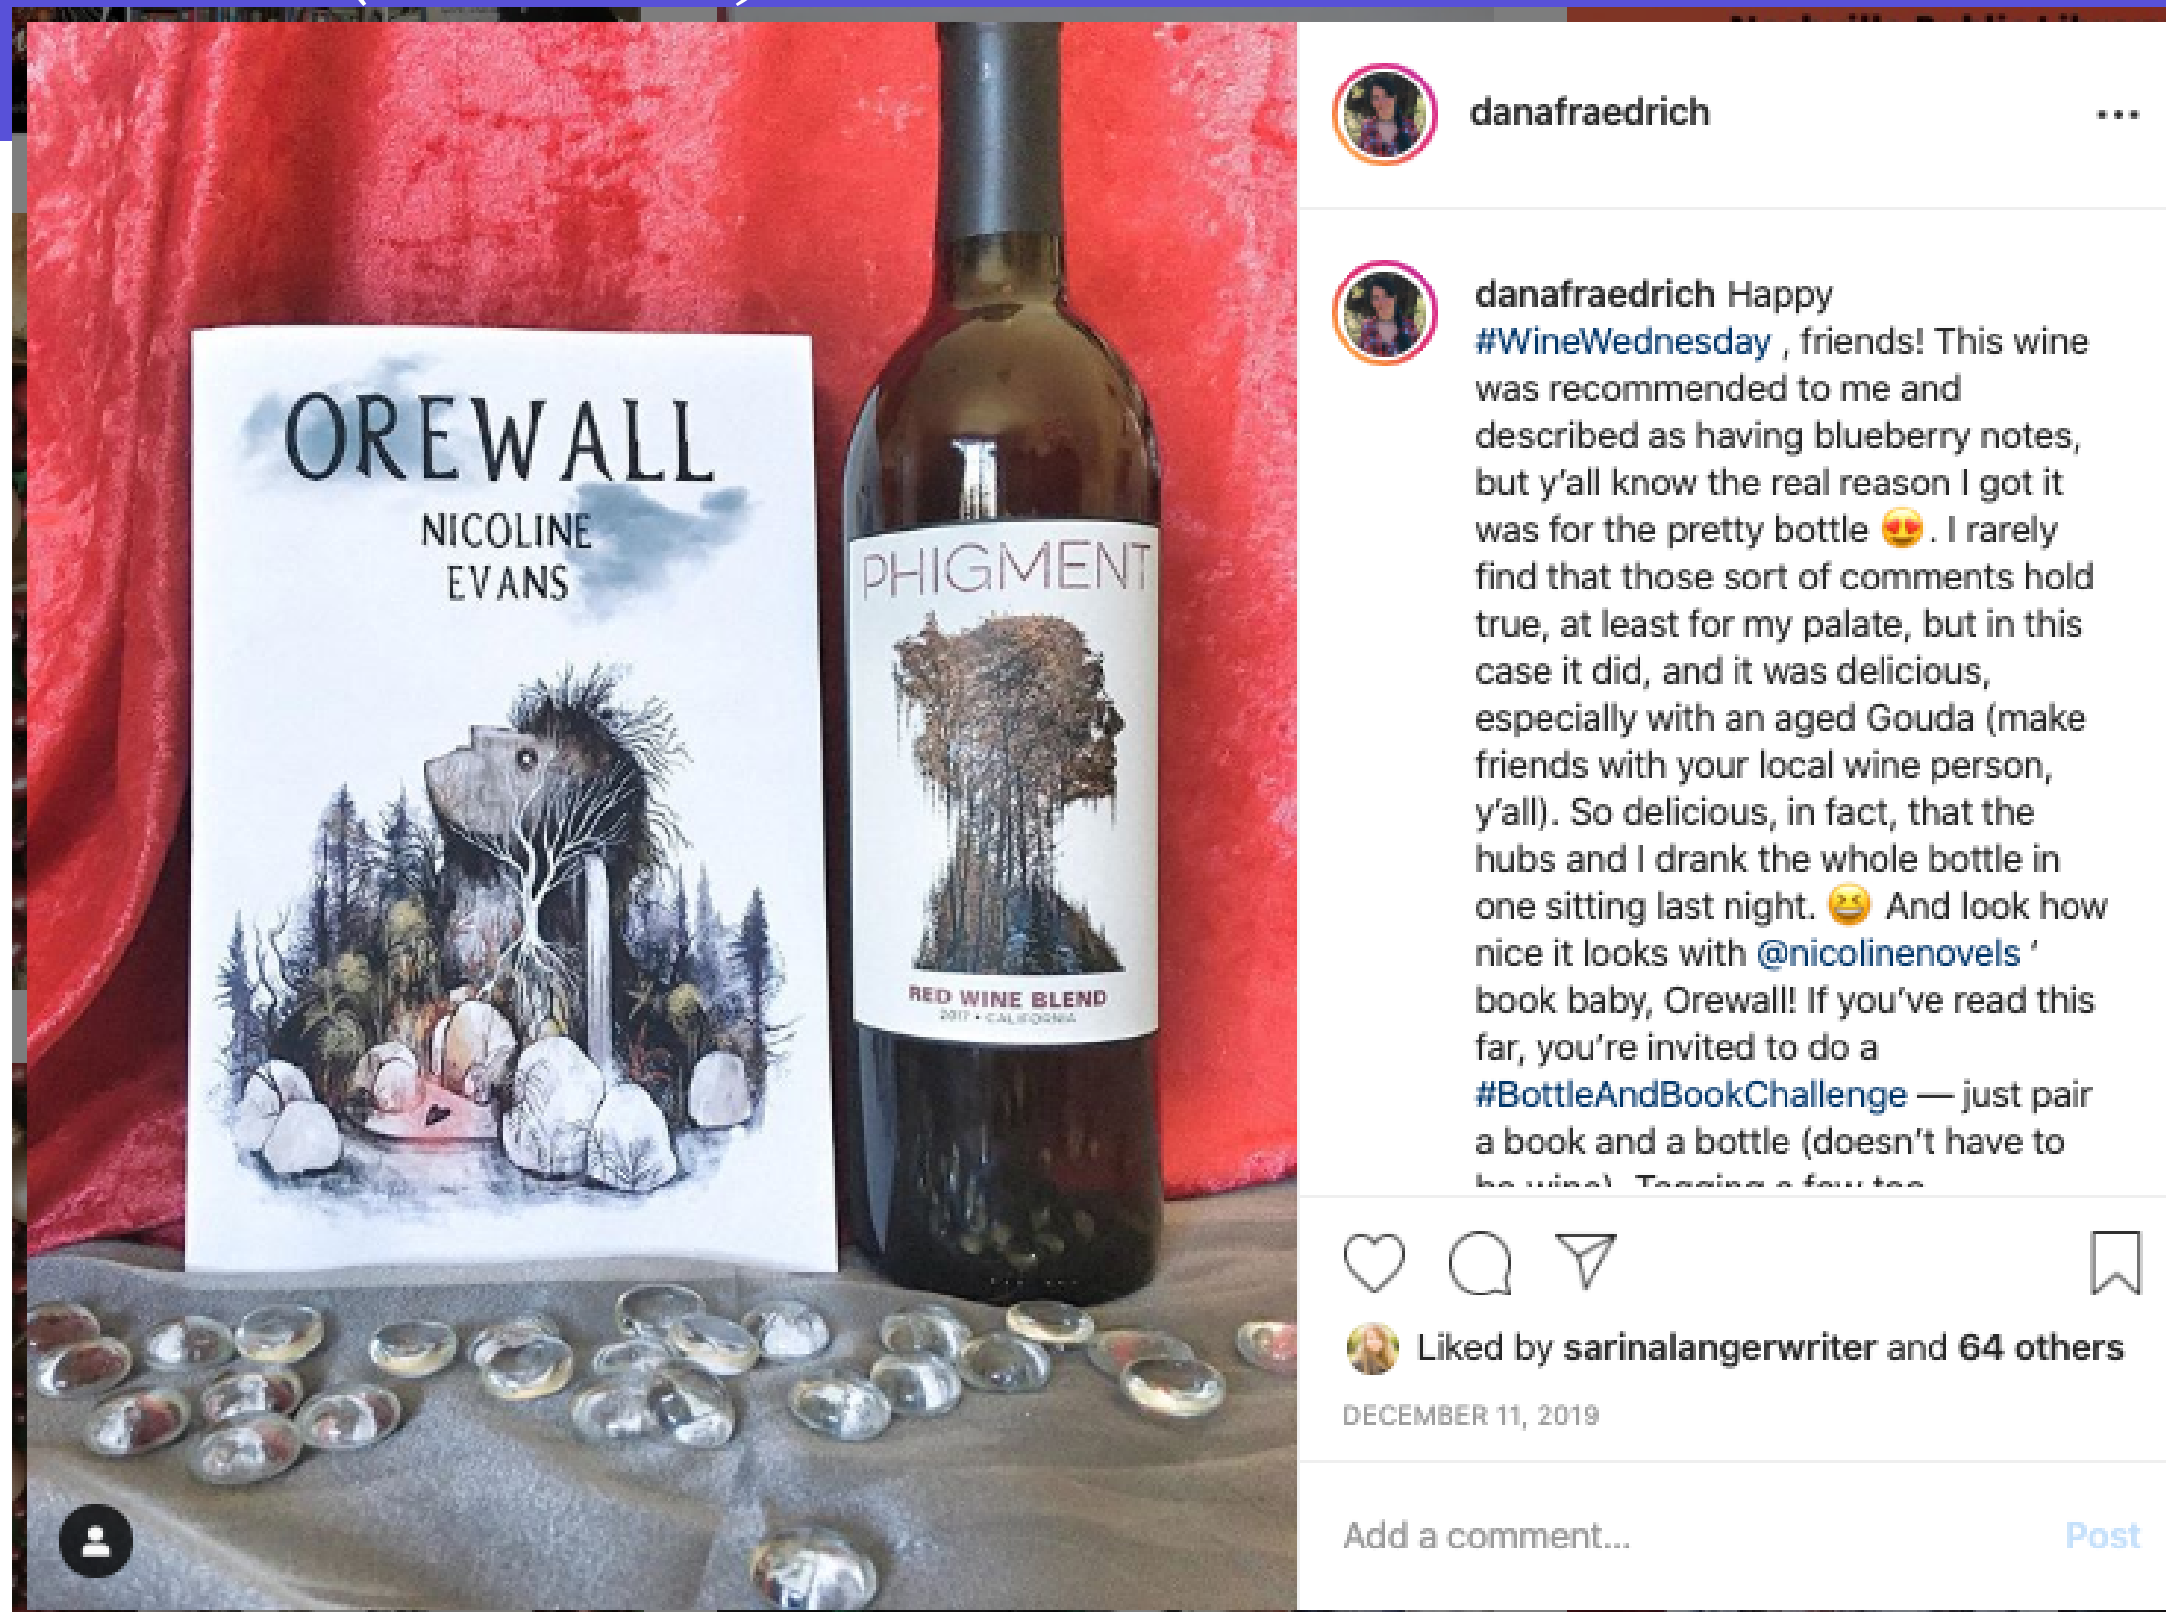 OREWALL
NICOLINE
EVANS
PHIGMENT
RED WINE BLEND
2017 • CALIFORNIA
danafraedrich
danafraedrich Happy
#WineWednesday , friends! This wine
was recommended to me and
described as having blueberry notes,
but y’all know the real reason I got it
was for the pretty bottle 😍 . I rarely
find that those sort of comments hold
true, at least for my palate, but in this
case it did, and it was delicious,
especially with an aged Gouda (make
friends with your local wine person,
y’all). So delicious, in fact, that the
hubs and I drank the whole bottle in
one sitting last night. 😆 And look how
nice it looks with @nicolinenovels ‘
book baby, Orewall! If you’ve read this
far, you’re invited to do a
#BottleAndBookChallenge — just pair
a book and a bottle (doesn’t have to
be wine). Tagging a few too
Liked by sarinalangerwriter and 64 others
DECEMBER 11, 2019
Add a comment...
Post